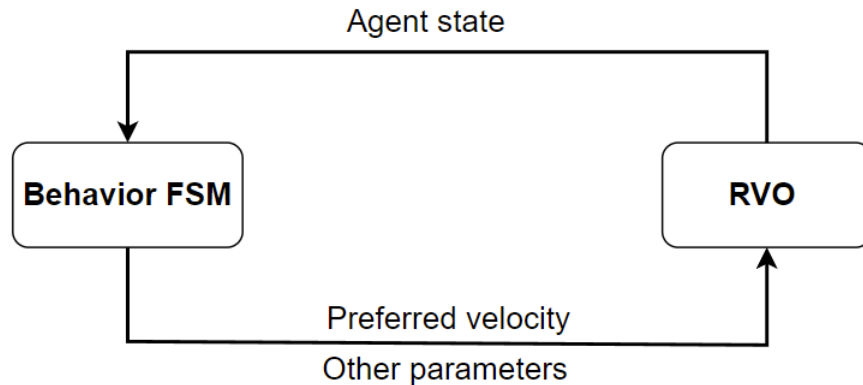 Agent state
Behavior FSM
RVO
Preferred velocity
Other parameters